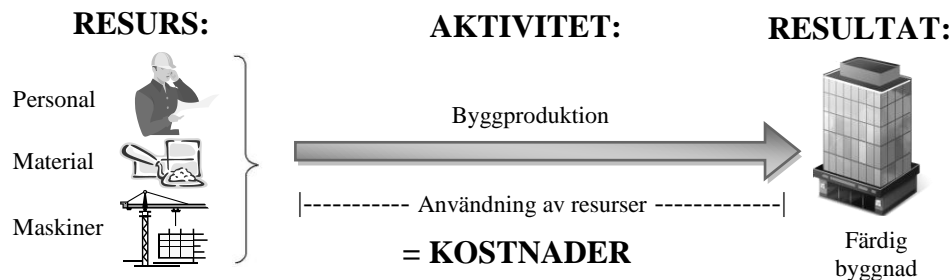 RESURS:
AKTIVITET:
RESULTAT:
Personal
Material
Maskiner
Byggproduktion
|----------- Användning av resurser -----------|
= KOSTNADER
Färdig
byggnad